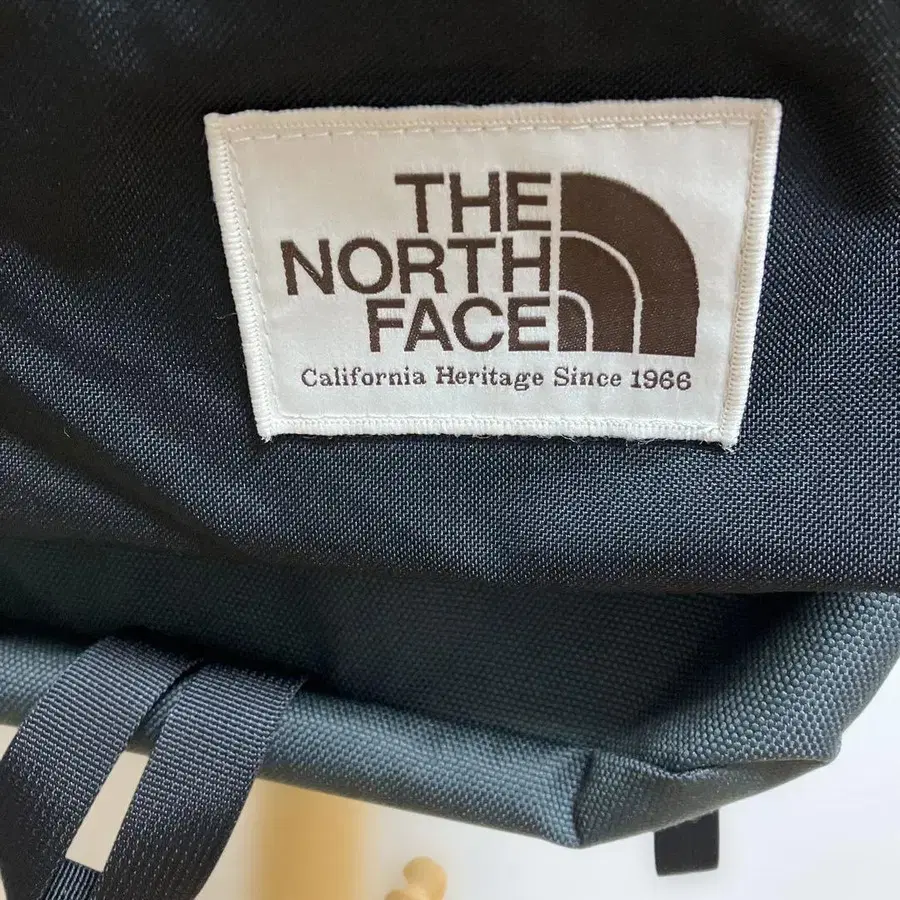 THE
NORTH
FACE
California Heritage Since 1966